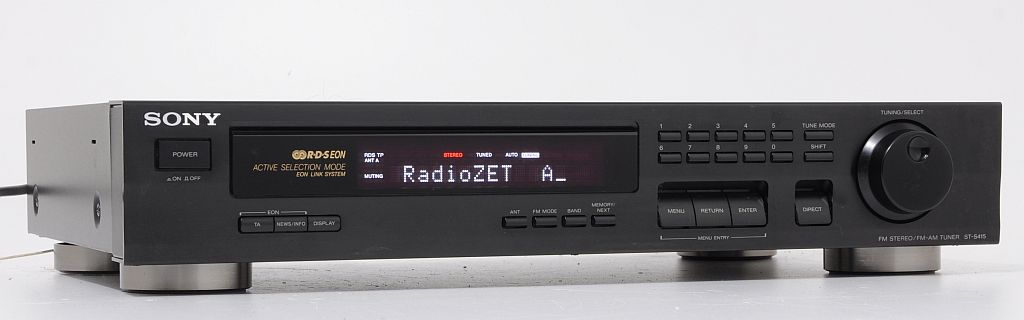 SONY
POWER
ON OFF
R·D·S EON
ACTIVE SELECTION MODE
EON LINK SYSTEM
RDS TP
ANT A
MUTING
STEREO TUNED AUTO
RadioZET A_
EON
TA NEWS/INFO DISPLAY
ANT FM MODE BAND MEMORY/
NEXT
1 2 3 4 5 TUNE MODE
6 7 8 9 10 SHIFT
MENU RETURN ENTER DIRECT
MENU ENTRY
TUNING/SELECT
FM STEREO/FM-AM TUNER ST-S415